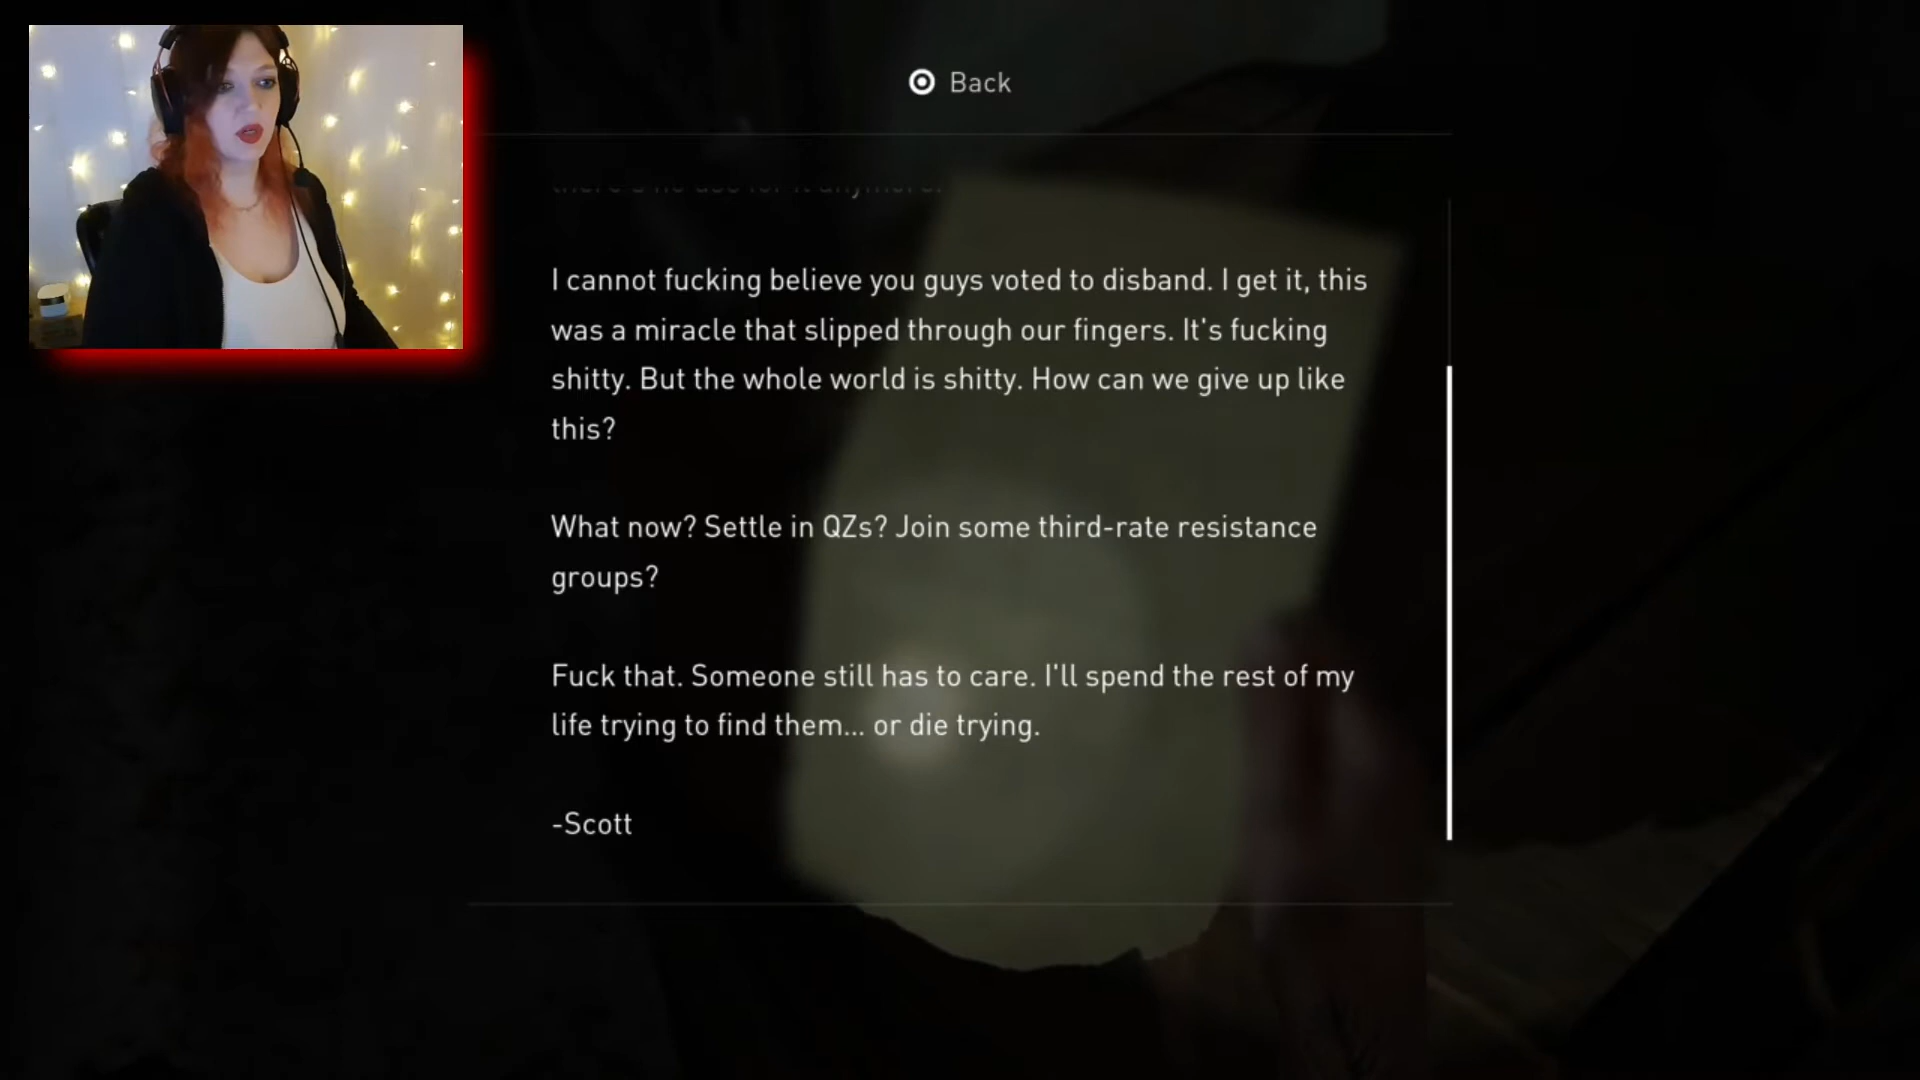 Back
I cannot fucking believe you guys voted to disband. I get it, this
was a miracle that slipped through our fingers. It's fucking
shitty. But the whole world is shitty. How can we give up like
this?
What now? Settle in QZs? Join some third-rate resistance
groups?
Fuck that. Someone still has to care. I'll spend the rest of my
life trying to find them... or die trying.
-Scott